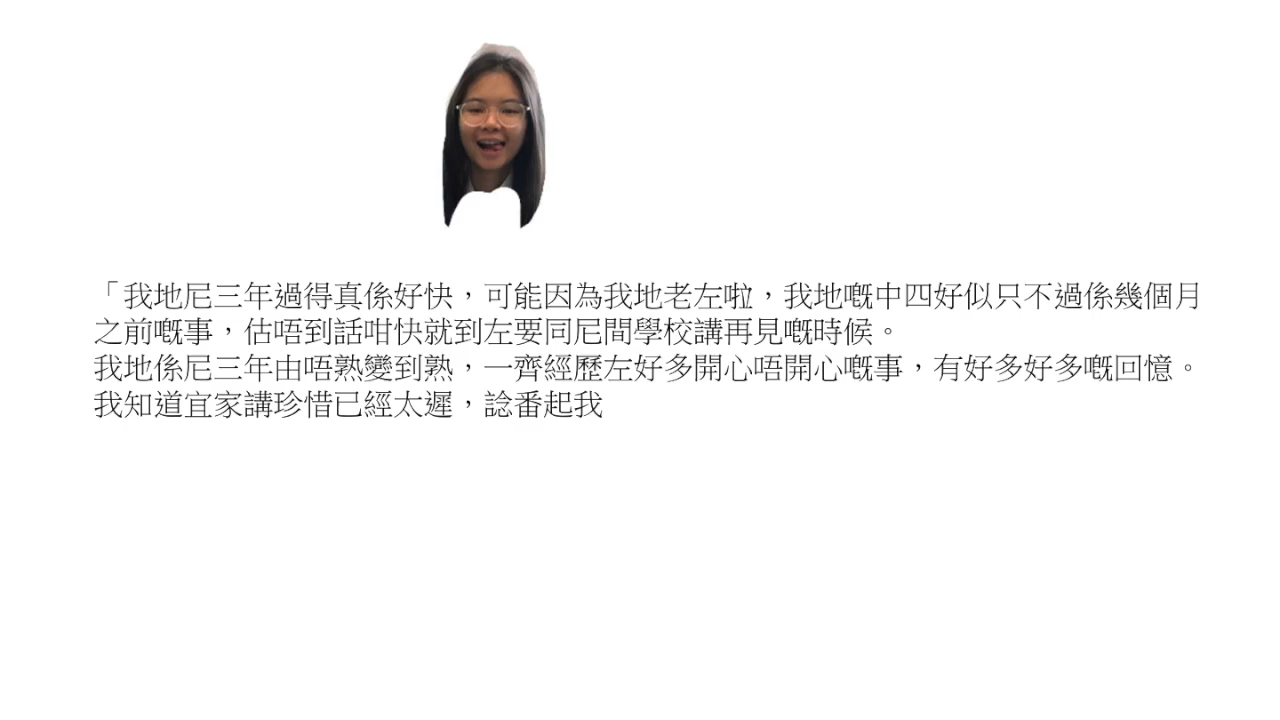 「我地尼三年過得真係好快，可能因為我地老左啦，我地嘅中四好似只不過係幾個月
之前嘅事，估唔到話咁快就到左要同尼間學校講再見嘅時候。
我地係尼三年由唔熟變到熟，一齊經歷左好多開心唔開心嘅事，有好多好多嘅回憶。
我知道宜家講珍惜已經太遲，諗番起我